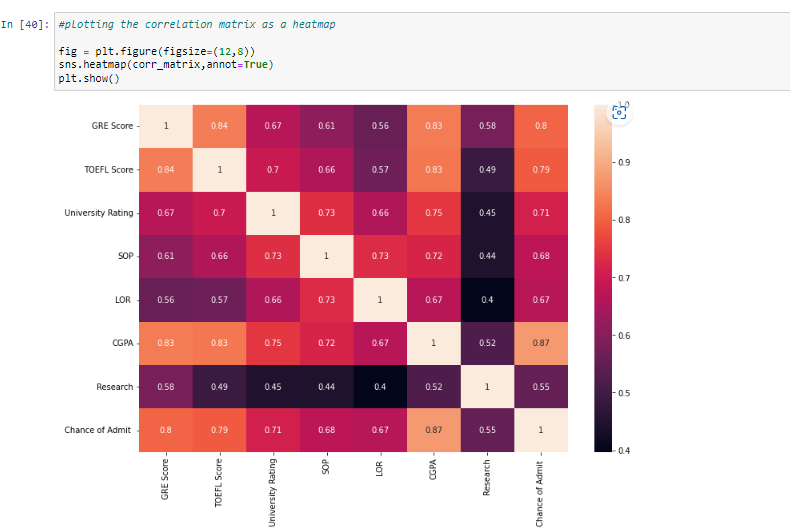 In [40]: #plotting the correlation matrix as a heatmap
fig = plt.figure(figsize=(12,8))
sns.heatmap(corr_matrix,annot=True)
plt.show()
GRE Score 1 0.84 0.67 0.61 0.56 0.83 0.58 0.8
TOEFL Score 0.84 1 0.7 0.66 0.57 0.83 0.49 0.79
University Rating 0.67 0.7 1 0.73 0.66 0.75 0.45 0.71
SOP 0.61 0.66 0.73 1 0.73 0.72 0.44 0.68
LOR 0.56 0.57 0.66 0.73 1 0.67 0.4 0.67
CGPA 0.83 0.83 0.75 0.72 0.67 1 0.52 0.87
Research 0.58 0.49 0.45 0.44 0.4 0.52 1 0.55
Chance of Admit 0.8 0.79 0.71 0.68 0.67 0.87 0.55 1
GRE Score
TOEFL Score
University Rating
SOP
LOR
CGPA
Research
Chance of Admit
0.9
0.8
0.7
0.6
0.5
0.4